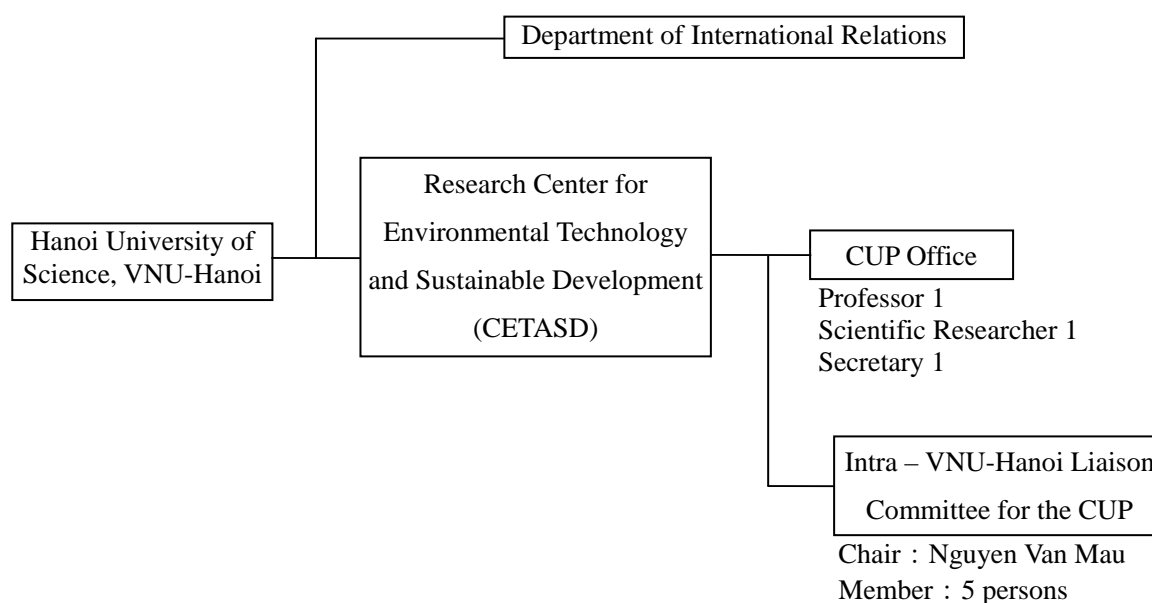 Department of International Relations
Research Center for
Environmental Technology
and Sustainable Development
(CETASD)
Hanoi University of
Science, VNU-Hanoi
CUP Office
Professor 1
Scientific Researcher 1
Secretary 1
Intra – VNU-Hanoi Liaison
Committee for the CUP
Chair：Nguyen Van Mau
Member：5 persons